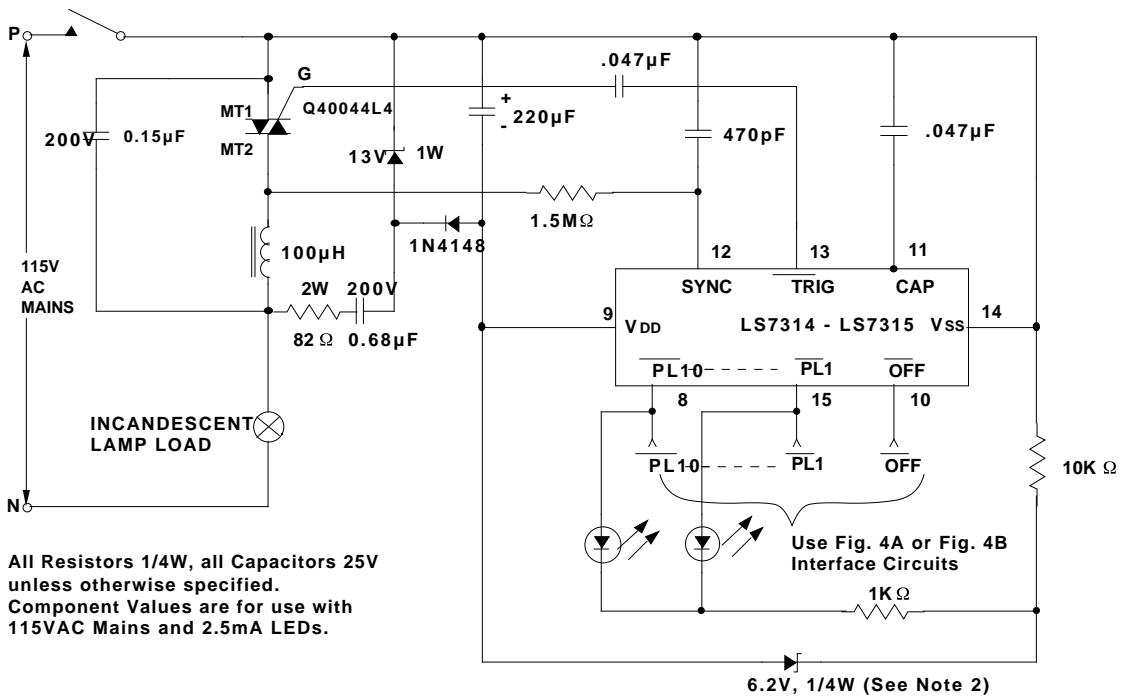 P
G
.047µF
MT1
Q40044L4
+
-
220µF
470pF
.047µF
200V
0.15µF
MT2
13V
1W
1.5MΩ
1N4148
12
13
11
115V
AC
MAINS
100µH
2W
200V
82 Ω
0.68µF
SYNC
TRIG
CAP
9
VDD
LS7314 - LS7315
VSS
14
PL10
PL1
OFF
8
15
10
INCANDESCENT
LAMP LOAD
PL10
PL1
OFF
10K Ω
N
Use Fig. 4A or Fig. 4B
Interface Circuits
All Resistors 1/4W, all Capacitors 25V
unless otherwise specified.
Component Values are for use with
115VAC Mains and 2.5mA LEDs.
1K Ω
6.2V, 1/4W (See Note 2)